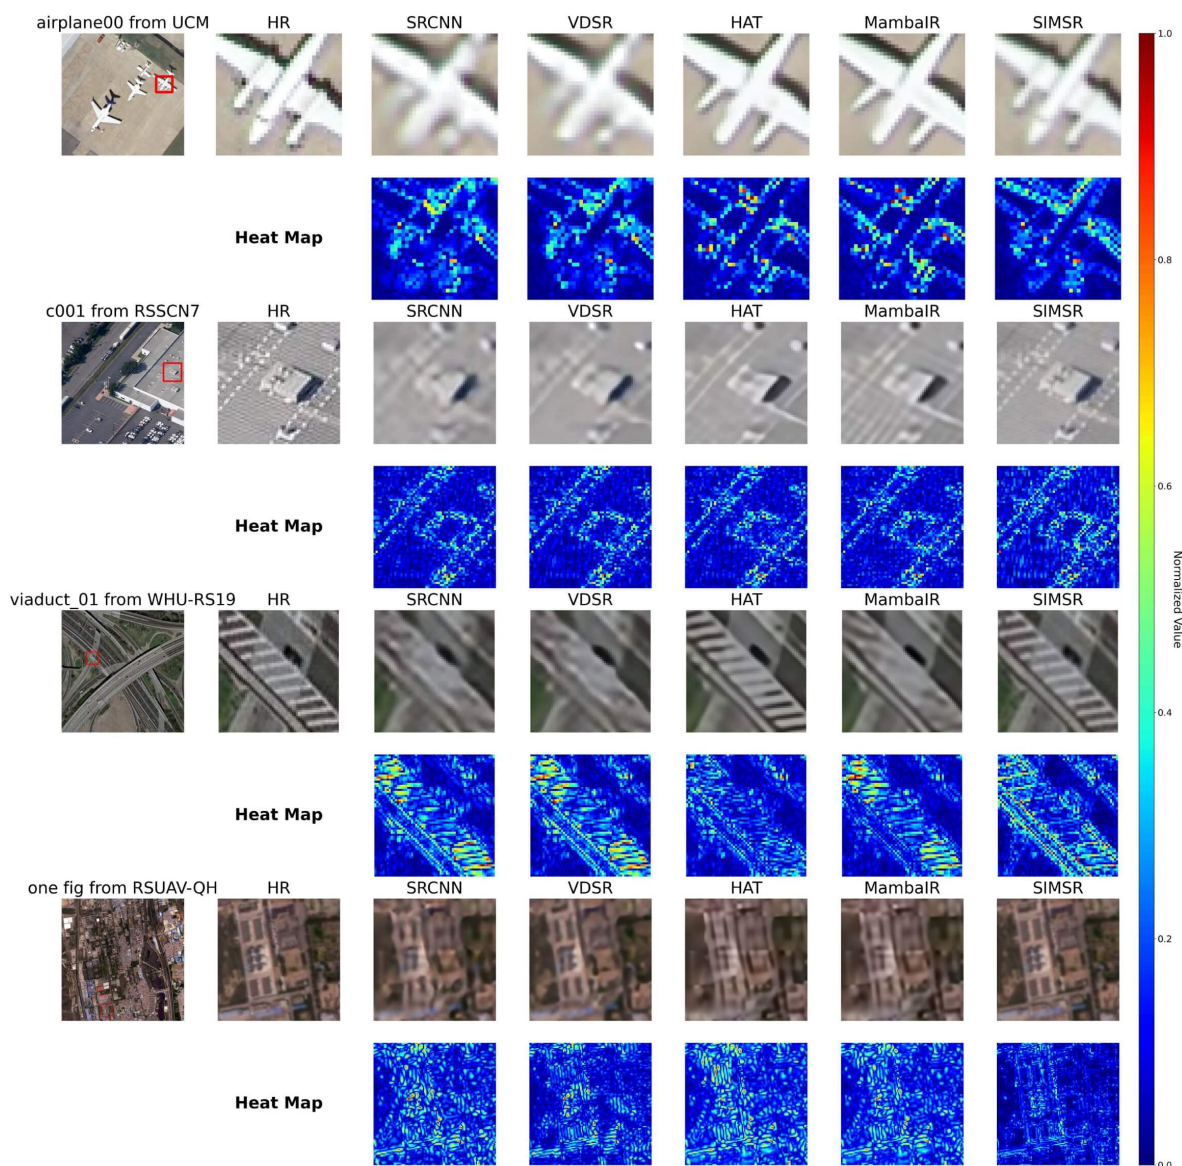 airplane00 from UCM HR SRCNN VDSR HAT MambaIR SIMSR
Heat Map
c001 from RSSCN7 HR SRCNN VDSR HAT MambaIR SIMSR
Heat Map
viaduct_01 from WHU-RS19 HR SRCNN VDSR HAT MambaIR SIMSR
Heat Map
one fig from RSUAV-QH HR SRCNN VDSR HAT MambaIR SIMSR
Heat Map
1.0
0.8
0.6
0.4
0.2
0.0
Normalized Value